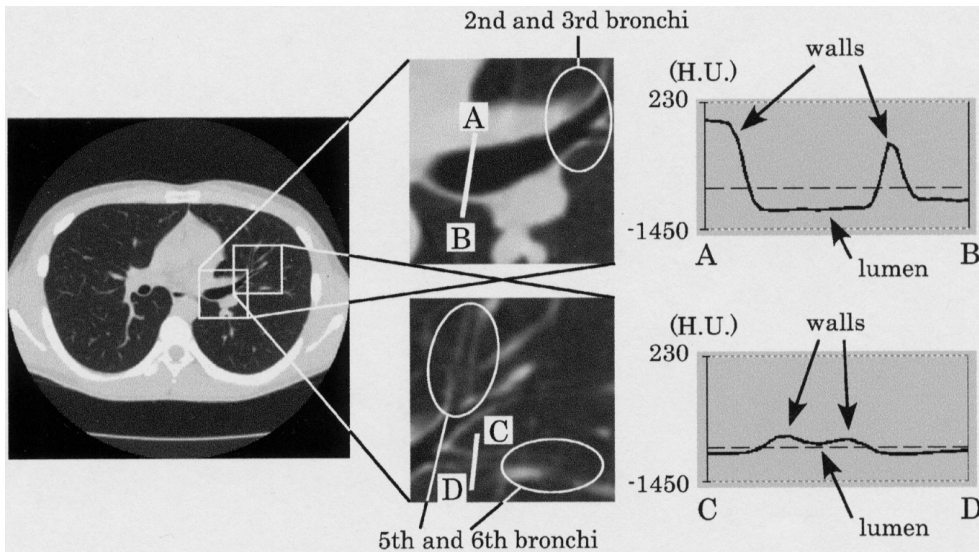 2nd and 3rd bronchi
A
B
C
D
5th and 6th bronchi
walls
(H.U.)
230
-1450
A
B
lumen
(H.U.)
walls
230
-1450
C
D
lumen